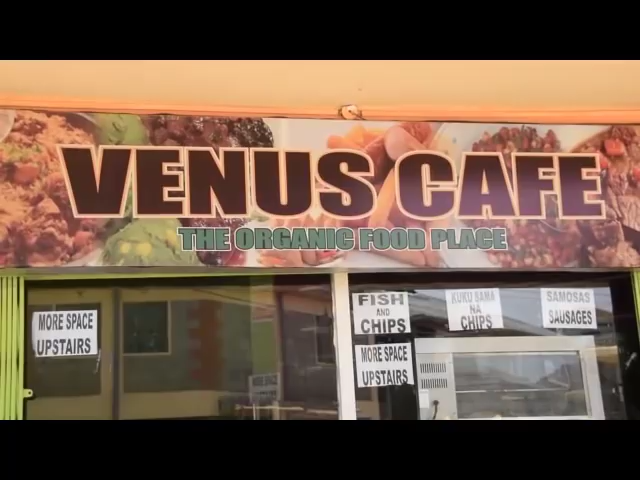 VENUS CAFE
THE ORGANIC FOOD PLACE
MORE SPACE
UPSTAIRS
FISH
AND
CHIPS
KUKU SAMA
NA
CHIPS
SAMOSAS
SAUSAGES
MORE SPACE
UPSTAIRS